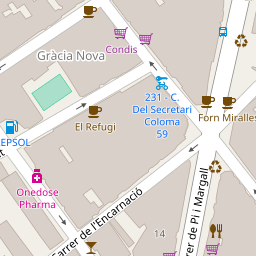 Condis
Gràcia Nova
231 - C.
Del Secretari
Coloma
59
El Refugi
Forn Miralles
EPSOL
Onedose
Pharma
Carrer de l'Encarnació
rer de Pi i Margall
14